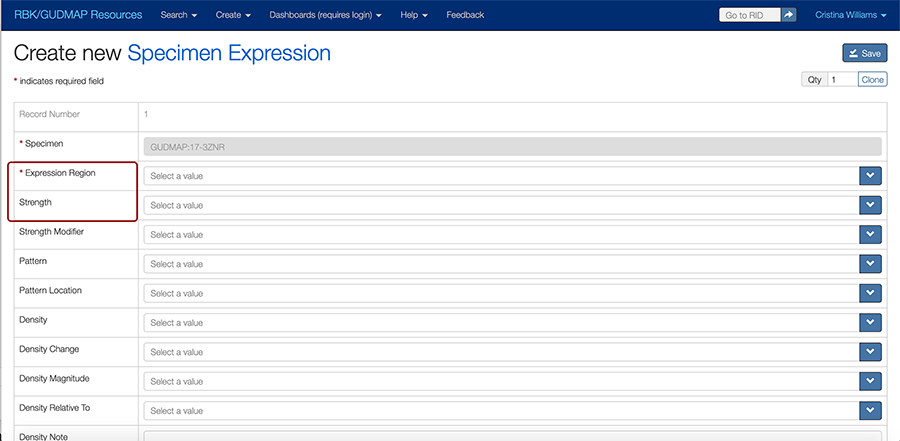 RBK/GUDMAP Resources Search Create Dashboards (requires login) Help Feedback Go to RID Cristina Williams
Create new Specimen Expression Save
* indicates required field Qty 1 Clone
Record Number 1
* Specimen GUDMAP:17-3ZNR
* Expression Region Select a value
Strength Select a value
Strength Modifier Select a value
Pattern Select a value
Pattern Location Select a value
Density Select a value
Density Change Select a value
Density Magnitude Select a value
Density Relative To Select a value
Density Note